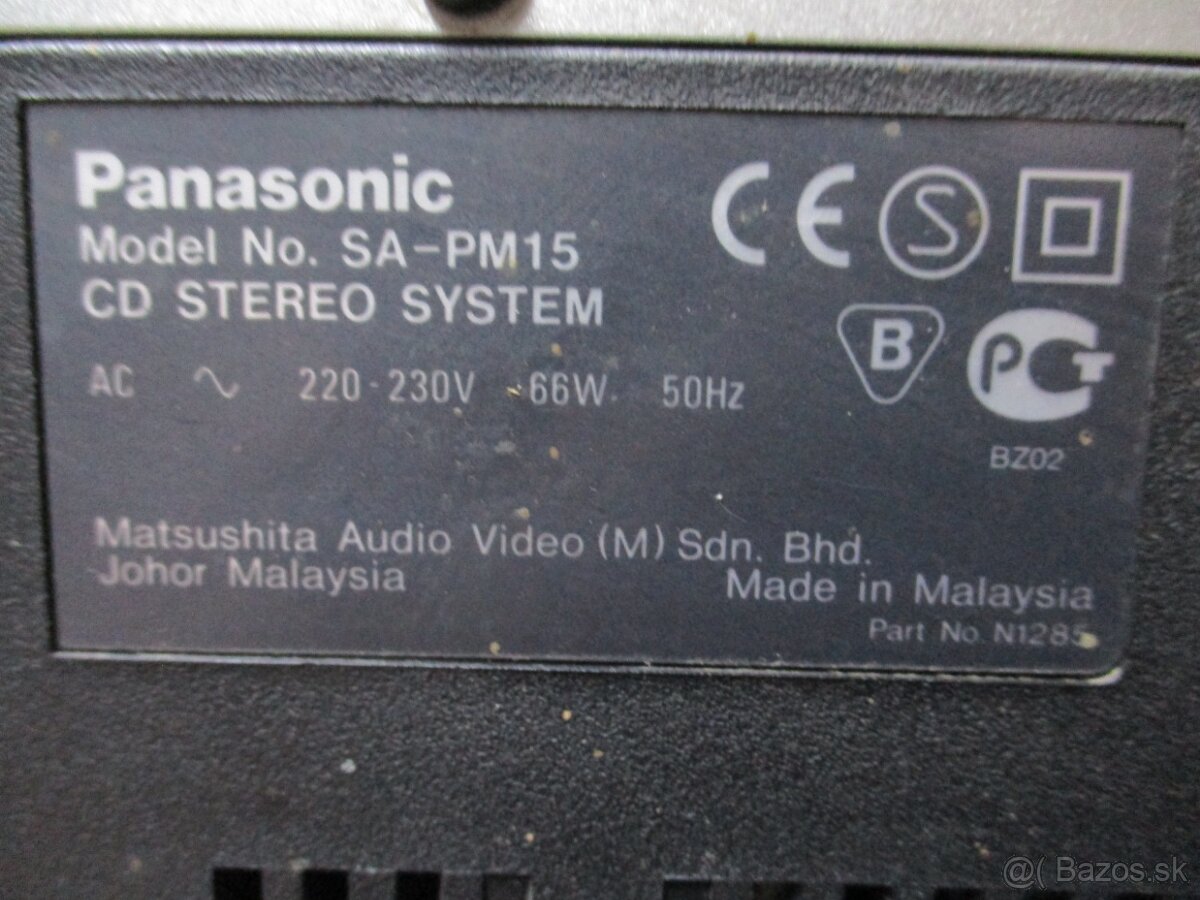 Panasonic
Model No. SA-PM15
CD STEREO SYSTEM
AC ~ 220-230V 66W 50Hz
CE S
B PCT
BZ02
Matsushita Audio Video (M) Sdn. Bhd.
Johor Malaysia
Made in Malaysia
Part No. N1285
@( Bazos.sk